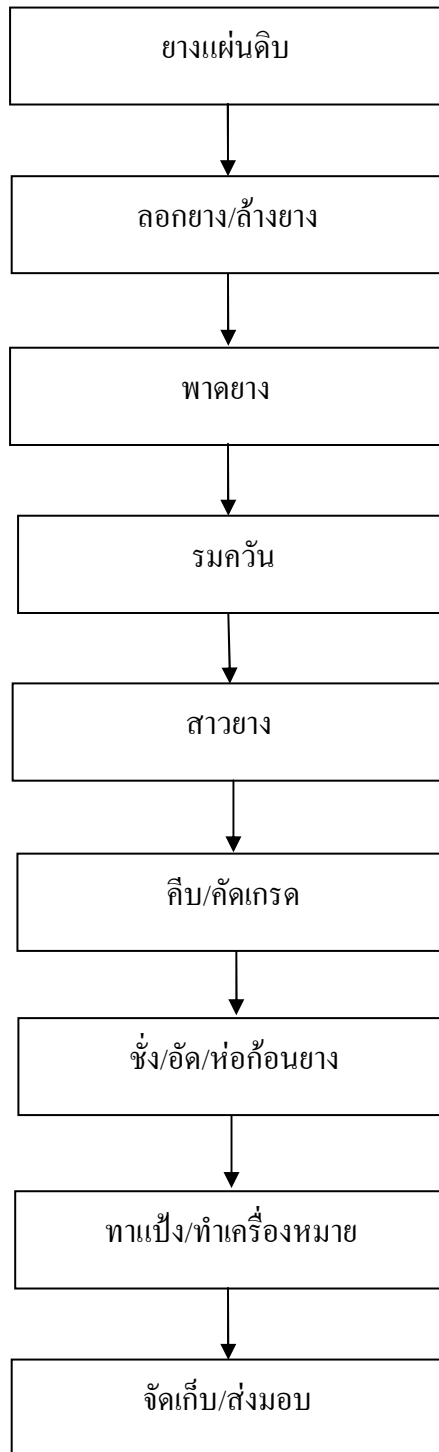 ยางแผ่นดิบ
ลอกยาง/ล้างยาง
พาดยาง
รมควัน
สาวยาง
คีบ/คัดเกรด
ชั่ง/อัด/ห่อก้อนยาง
ทาแป้ง/ทำเครื่องหมาย
จัดเก็บ/ส่งมอบ